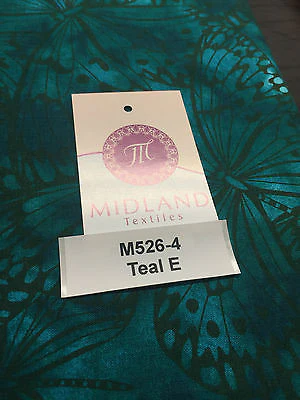 M
MIDLAND
Textiles
M526-4
Teal E